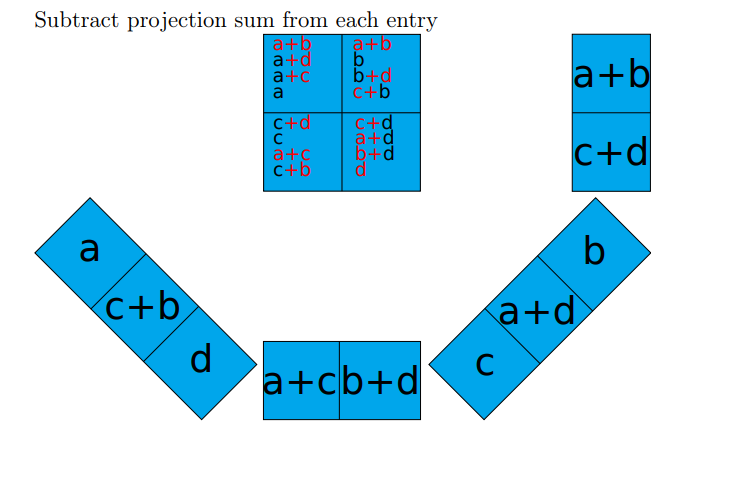 Subtract projection sum from each entry
a+b
a+d
a+c
a
a+b
b
b+d
c+b
c+d
c
a+c
c+b
c+d
a+d
b+d
d
a+b
c+d
a
c+b
d
a+c
b+d
b
a+d
c